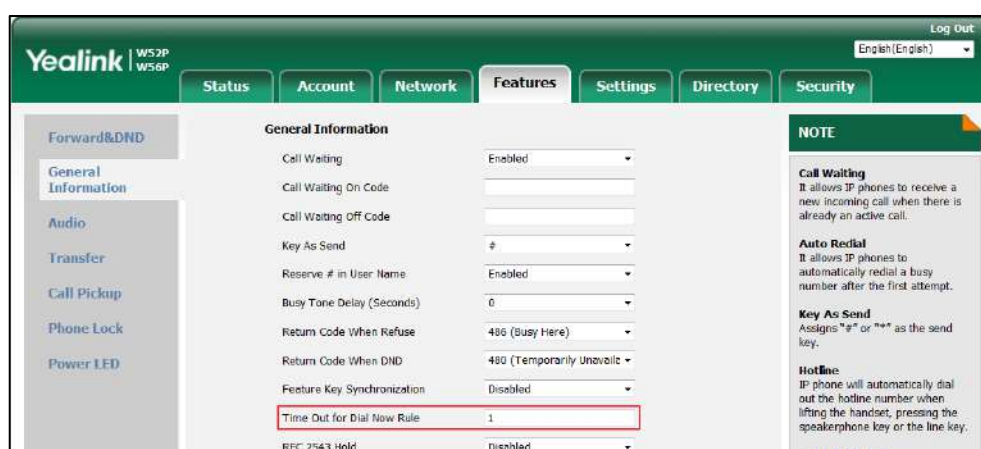 Log Out
Yealink | W52P W56P
English(English)
Status Account Network Features Settings Directory Security
Forward&DND
General Information
Audio
Transfer
Call Pickup
Phone Lock
Power LED
General Information
Call Waiting Enabled
Call Waiting On Code
Call Waiting Off Code
Key As Send #
Reserve # in User Name Enabled
Busy Tone Delay (Seconds) 0
Return Code When Refuse 486 (Busy Here)
Return Code When DND 480 (Temporarily Unavailc
Feature Key Synchronization Disabled
Time Out for Dial Now Rule 1
RFC 2543 Hold Disabled
NOTE
Call Waiting
It allows IP phones to receive a
new incoming call when there is
already an active call.
Auto Redial
It allows IP phones to
automatically redial a busy
number after the first attempt.
Key As Send
Assigns "#" or "*" as the send
key.
Hotline
IP phone will automatically dial
out the hotline number when
lifting the handset, pressing the
speakerphone key or the line key.